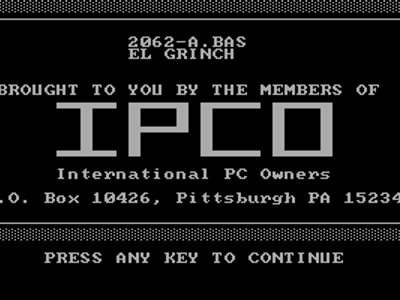 2062-A.BAS
EL GRINCH
BROUGHT TO YOU BY THE MEMBERS OF
IPCO
International PC Owners
.O. Box 10426, Pittsburgh PA 15234
PRESS ANY KEY TO CONTINUE